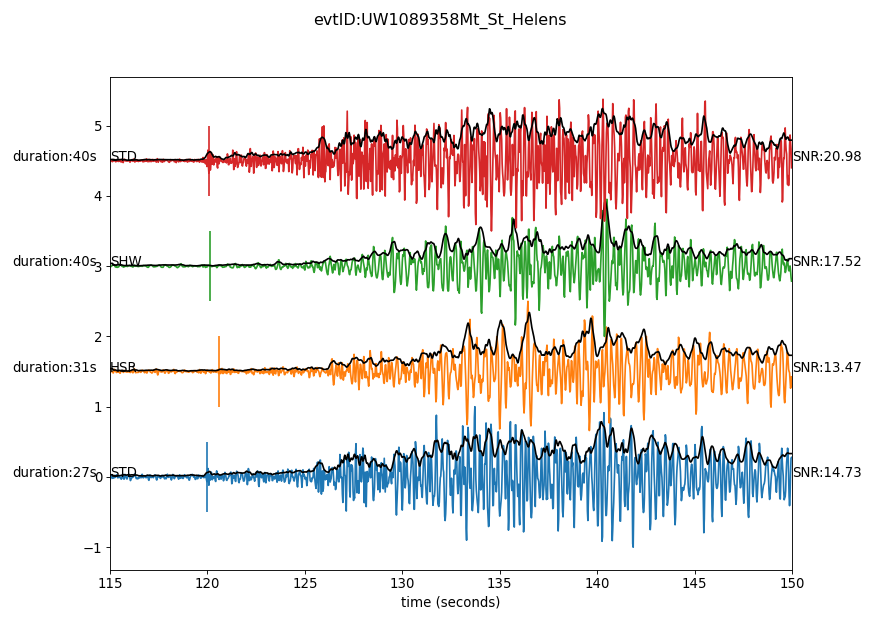 evtID:UW1089358Mt_St_Helens
5
duration:40s STD SNR:20.98
4
duration:40s SHW SNR:17.52
3
2
duration:31s HSR SNR:13.47
1
duration:27s STD SNR:14.73
0
−1
115 120 125 130 135 140 145 150
time (seconds)